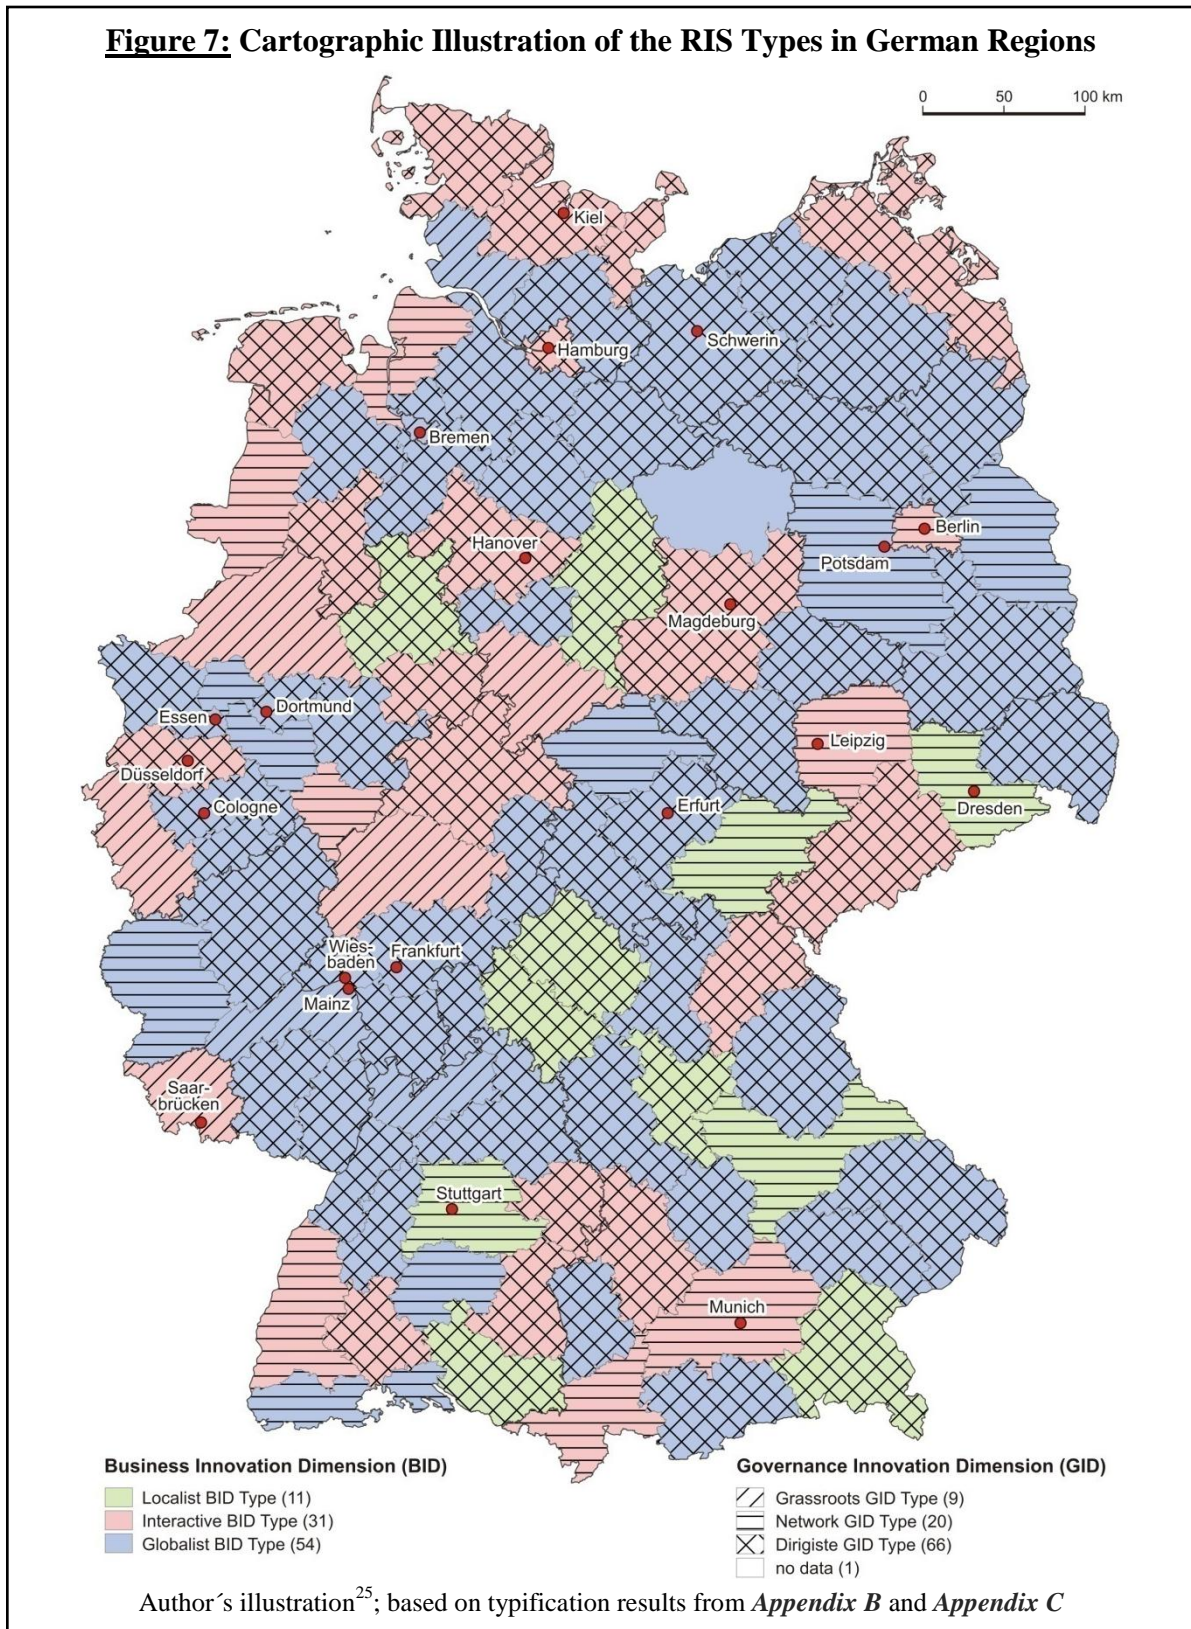 Figure 7: Cartographic Illustration of the RIS Types in German Regions
0 50 100 km
Kiel
Schwerin
Hamburg
Bremen
Berlin
Hanover
Potsdam
Magdeburg
Dortmund
Essen
Leipzig
Düsseldorf
Cologne
Erfurt
Dresden
Wies-
baden
Frankfurt
Mainz
Saar-
brücken
Stuttgart
Munich
Business Innovation Dimension (BID)
Localist BID Type (11)
Interactive BID Type (31)
Globalist BID Type (54)
Governance Innovation Dimension (GID)
Grassroots GID Type (9)
Network GID Type (20)
Dirigiste GID Type (66)
no data (1)
Author´s illustration25; based on typification results from Appendix B and Appendix C